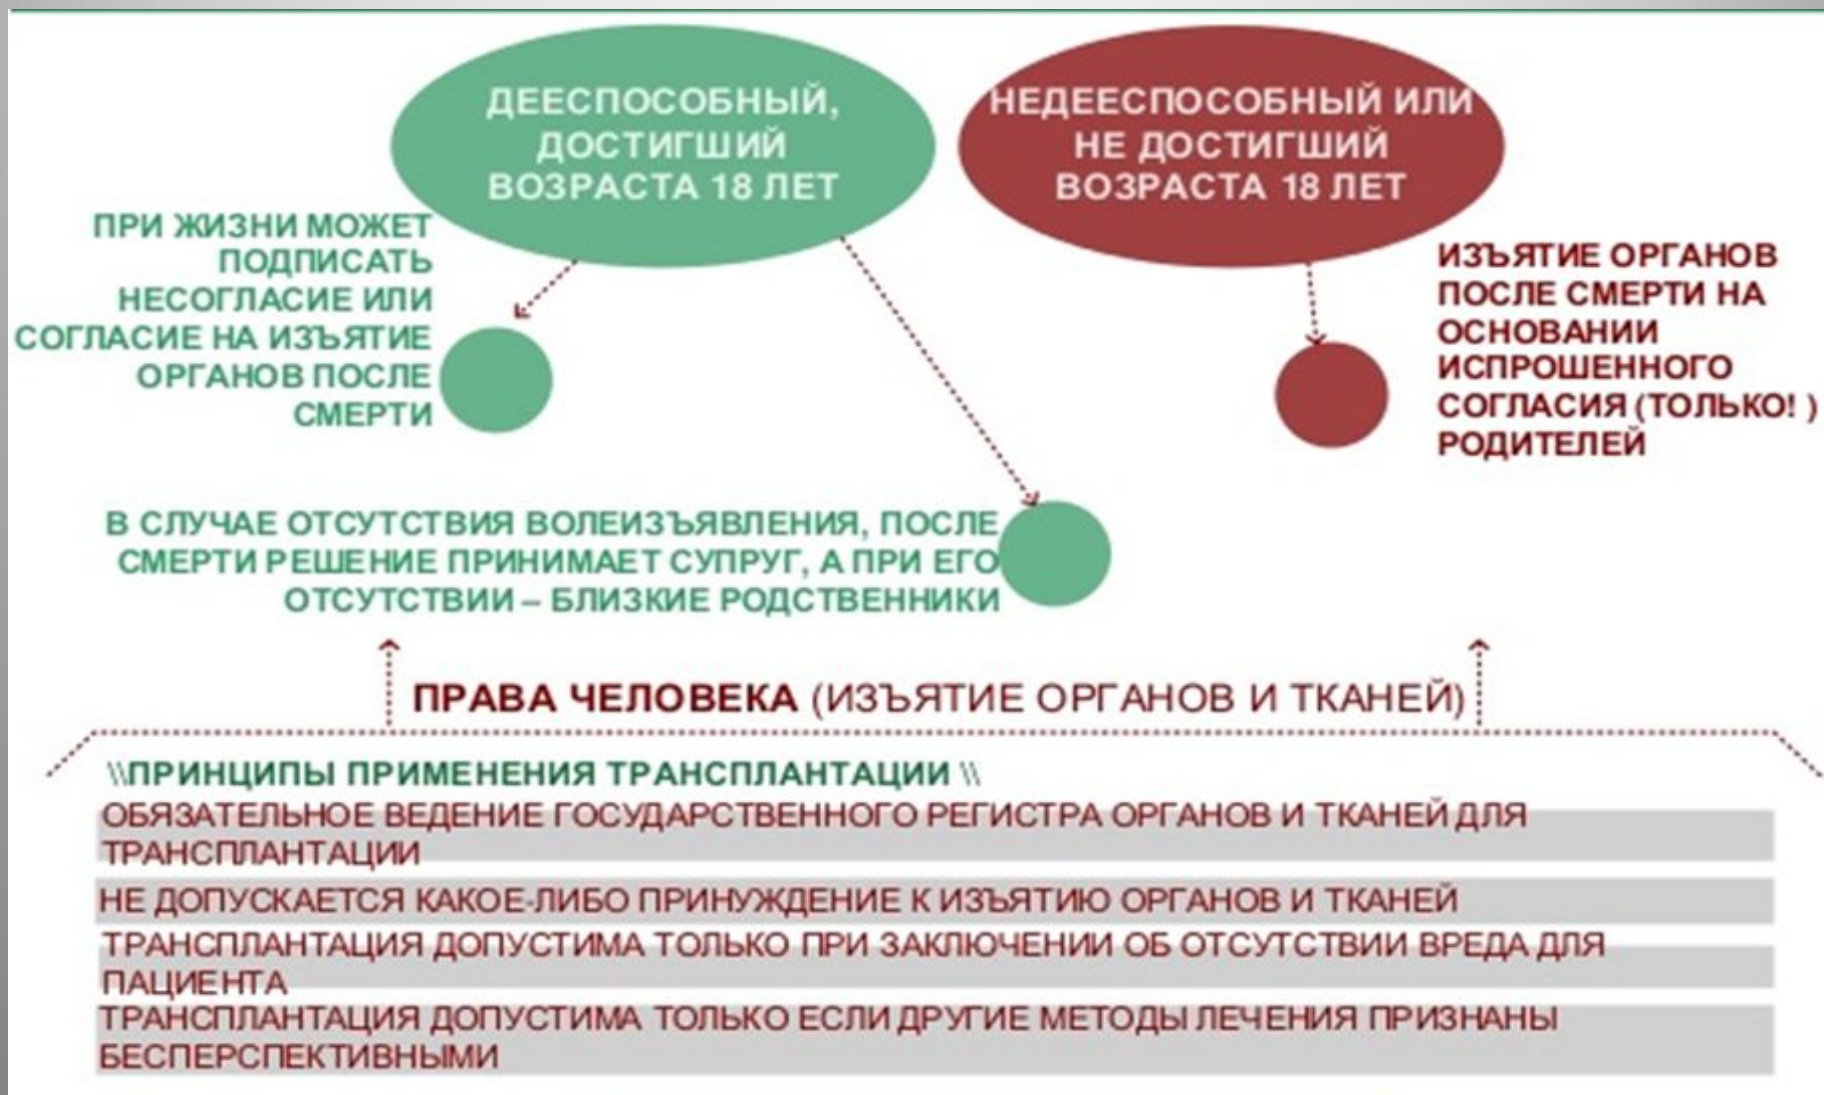 ДЕЕСПОСОБНЫЙ,
ДОСТИГШИЙ
ВОЗРАСТА 18 ЛЕТ
НЕДЕЕСПОСОБНЫЙ ИЛИ
НЕ ДОСТИГШИЙ
ВОЗРАСТА 18 ЛЕТ
ПРИ ЖИЗНИ МОЖЕТ
ПОДПИСАТЬ
НЕСОГЛАСИЕ ИЛИ
СОГЛАСИЕ НА ИЗЪЯТИЕ
ОРГАНОВ ПОСЛЕ
СМЕРТИ
ИЗЪЯТИЕ ОРГАНОВ
ПОСЛЕ СМЕРТИ НА
ОСНОВАНИИ
ИСПРОШЕННОГО
СОГЛАСИЯ (ТОЛЬКО! )
РОДИТЕЛЕЙ
В СЛУЧАЕ ОТСУТСТВИЯ ВОЛЕИЗЪЯВЛЕНИЯ, ПОСЛЕ
СМЕРТИ РЕШЕНИЕ ПРИНИМАЕТ СУПРУГ, А ПРИ ЕГО
ОТСУТСТВИИ – БЛИЗКИЕ РОДСТВЕННИКИ
ПРАВА ЧЕЛОВЕКА (ИЗЪЯТИЕ ОРГАНОВ И ТКАНЕЙ)
\\ПРИНЦИПЫ ПРИМЕНЕНИЯ ТРАНСПЛАНТАЦИИ \\
ОБЯЗАТЕЛЬНОЕ ВЕДЕНИЕ ГОСУДАРСТВЕННОГО РЕГИСТРА ОРГАНОВ И ТКАНЕЙ ДЛЯ
ТРАНСПЛАНТАЦИИ
НЕ ДОПУСКАЕТСЯ КАКОЕ-ЛИБО ПРИНУЖДЕНИЕ К ИЗЪЯТИЮ ОРГАНОВ И ТКАНЕЙ
ТРАНСПЛАНТАЦИЯ ДОПУСТИМА ТОЛЬКО ПРИ ЗАКЛЮЧЕНИИ ОБ ОТСУТСТВИИ ВРЕДА ДЛЯ
ПАЦИЕНТА
ТРАНСПЛАНТАЦИЯ ДОПУСТИМА ТОЛЬКО ЕСЛИ ДРУГИЕ МЕТОДЫ ЛЕЧЕНИЯ ПРИЗНАНЫ
БЕСПЕРСПЕКТИВНЫМИ